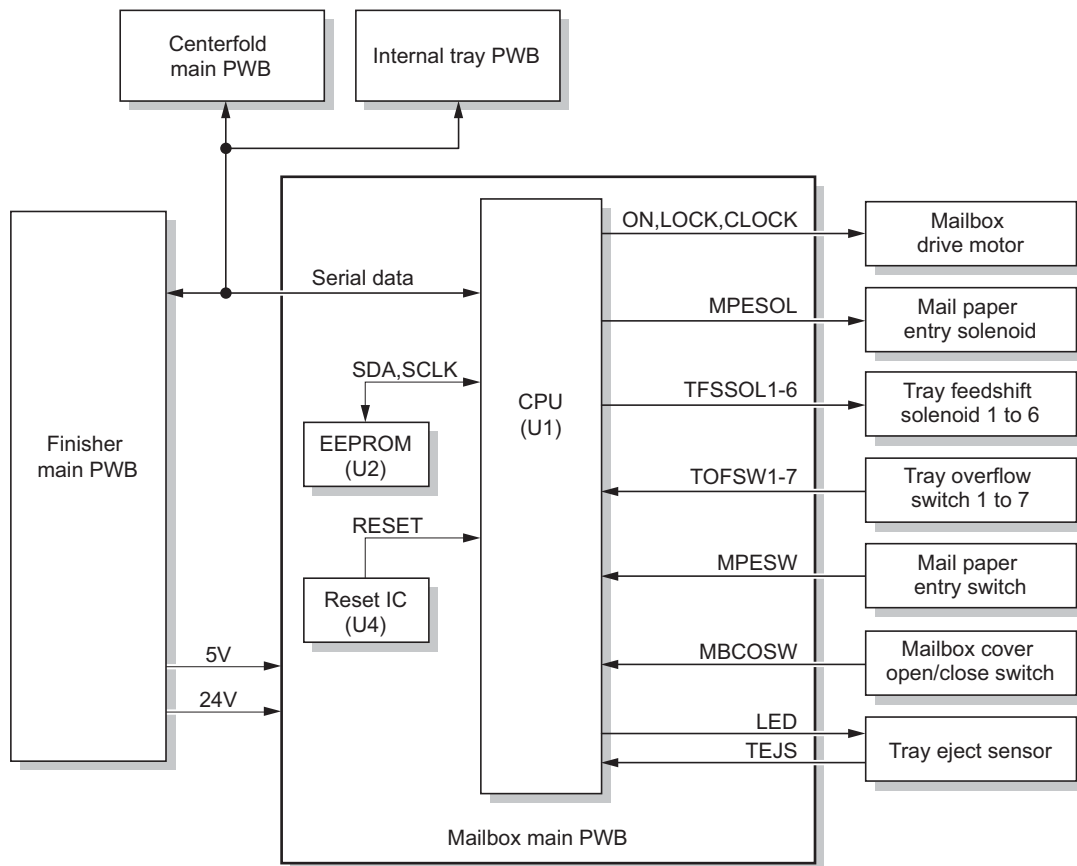 Centerfold
main PWB
Internal tray PWB
ON,LOCK,CLOCK
Mailbox
drive motor
Serial data
MPESOL
Mail paper
entry solenoid
SDA,SCLK
TFSSOL1-6
Tray feedshift
solenoid 1 to 6
CPU
(U1)
EEPROM
(U2)
Finisher
main PWB
TOFSW1-7
Tray overflow
switch 1 to 7
RESET
MPESW
Mail paper
entry switch
Reset IC
(U4)
5V
MBCOSW
Mailbox cover
open/close switch
24V
LED
TEJS
Tray eject sensor
Mailbox main PWB